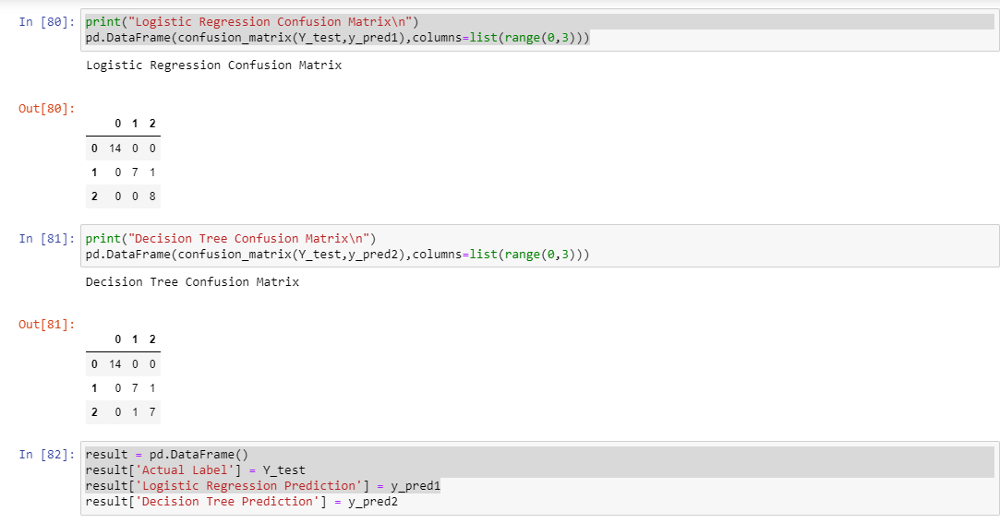 In [80]: print("Logistic Regression Confusion Matrix\n")
pd.DataFrame(confusion_matrix(Y_test,y_pred1),columns=list(range(0,3)))
Logistic Regression Confusion Matrix
Out[80]:
0 1 2
0 14 0 0
1 0 7 1
2 0 0 8
In [81]: print("Decision Tree Confusion Matrix\n")
pd.DataFrame(confusion_matrix(Y_test,y_pred2),columns=list(range(0,3)))
Decision Tree Confusion Matrix
Out[81]:
0 1 2
0 14 0 0
1 0 7 1
2 0 1 7
In [82]: result = pd.DataFrame()
result['Actual Label'] = Y_test
result['Logistic Regression Prediction'] = y_pred1
result['Decision Tree Prediction'] = y_pred2